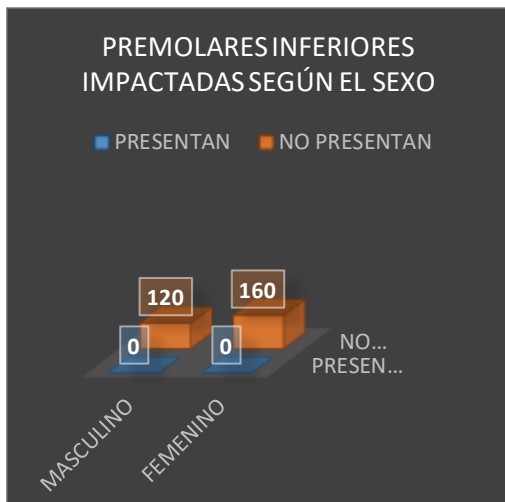 PREMOLARES INFERIORES
IMPACTADAS SEGÚN EL SEXO
PRESENTAN NO PRESENTAN
120 160
0 0
NO...
PRESEN...
MASCULINO FEMENINO